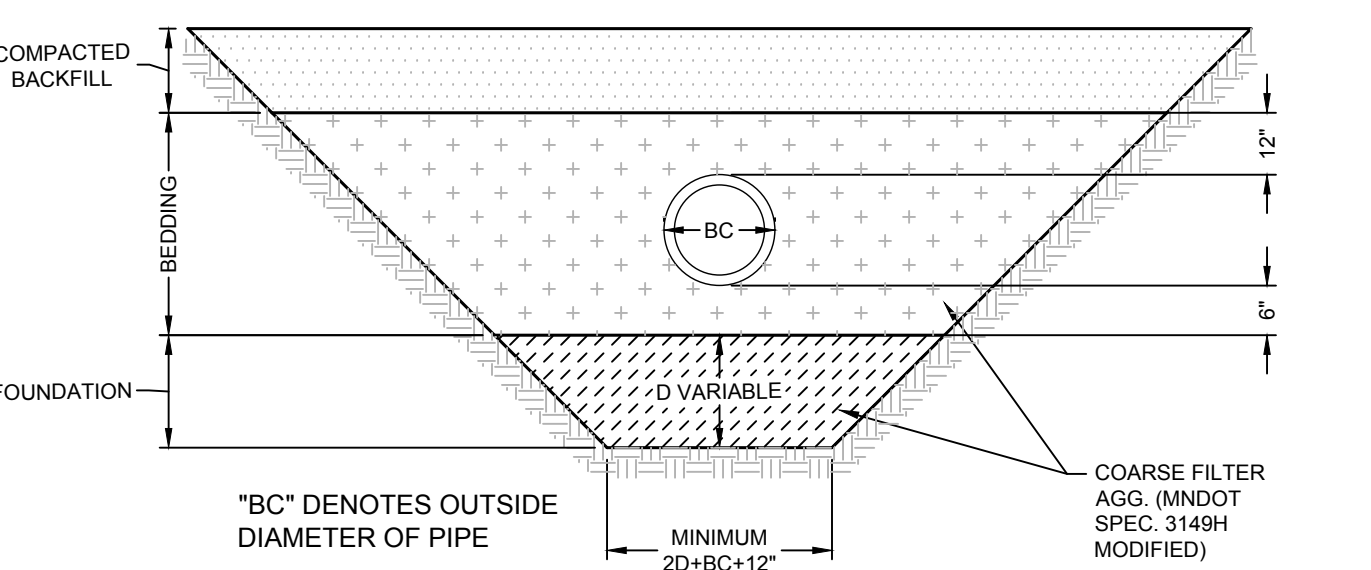 COMPACTED
BACKFILL
BEDDING
FOUNDATION
12"
6"
BC
D VARIABLE
"BC" DENOTES OUTSIDE
DIAMETER OF PIPE
MINIMUM
2D+BC+12"
COARSE FILTER
AGG. (MNDOT
SPEC. 3149H
MODIFIED)